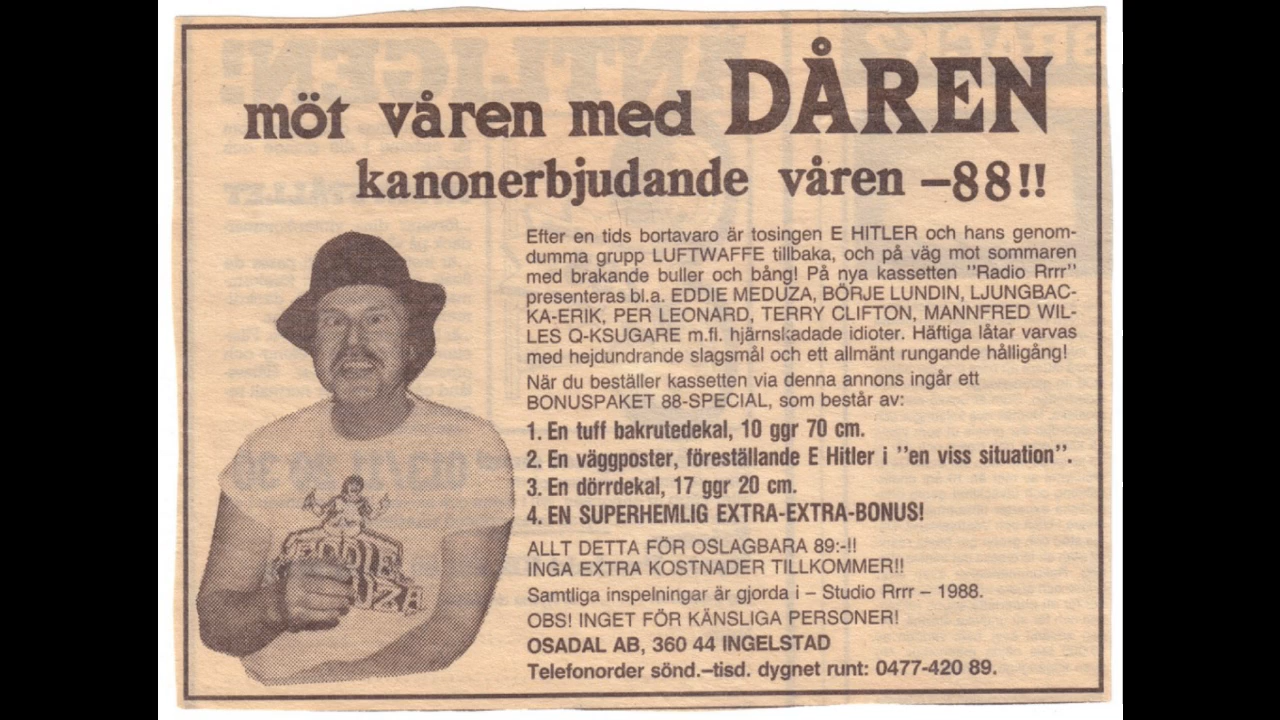 möt våren med DÅREN
kanonerbjudande våren –88!!
Efter en tids bortavaro är tosingen E HITLER och hans genom-
dumma grupp LUFTWAFFE tillbaka, och på väg mot sommaren
med brakande buller och bång! På nya kassetten "Radio Rrrr"
presenteras bl.a. EDDIE MEDUZA, BÖRJE LUNDIN, LJUNGBAC-
KA-ERIK, PER LEONARD, TERRY CLIFTON, MANNFRED WIL-
LES Q-KSUGARE m.fl. hjärnskadade idioter. Häftiga låtar varvas
med hejdundrande slagsmål och ett allmänt rungande hålligång!
När du beställer kassetten via denna annons ingår ett
BONUSPAKET 88-SPECIAL, som består av:
1. En tuff bakrutedekal, 10 ggr 70 cm.
2. En väggposter, föreställande E Hitler i "en viss situation".
3. En dörrdekal, 17 ggr 20 cm.
4. EN SUPERHEMLIG EXTRA-EXTRA-BONUS!
ALLT DETTA FÖR OSLAGBARA 89:-!!
INGA EXTRA KOSTNADER TILLKOMMER!!
Samtliga inspelningar är gjorda i – Studio Rrrr – 1988.
OBS! INGET FÖR KÄNSLIGA PERSONER!
OSADAL AB, 360 44 INGELSTAD
Telefonorder sönd.–tisd. dygnet runt: 0477-420 89.